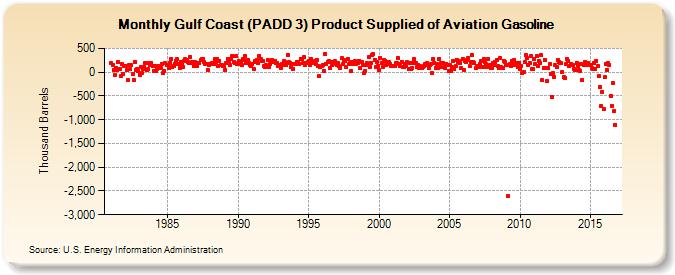 Monthly Gulf Coast (PADD 3) Product Supplied of Aviation Gasoline
Thousand Barrels
500
0
-500
-1,000
-1,500
-2,000
-2,500
-3,000
1985 1990 1995 2000 2005 2010 2015
Source: U.S. Energy Information Administration